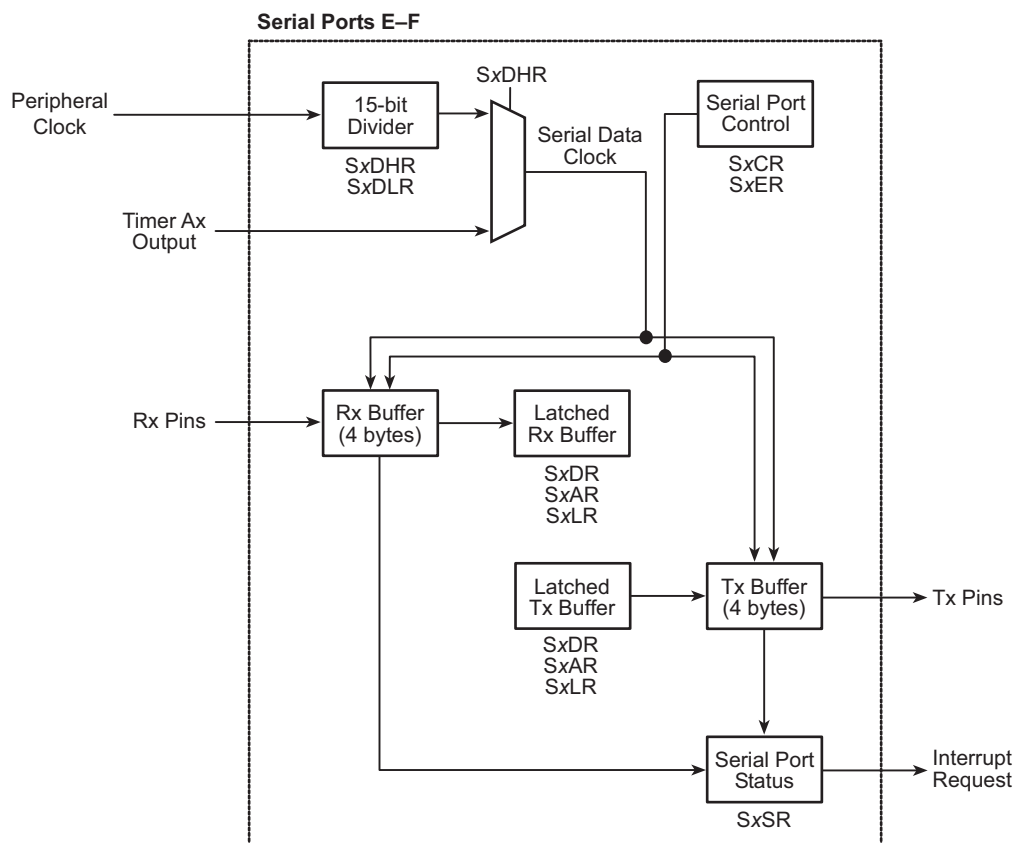 Serial Ports E–F
SxDHR
Peripheral
Clock
15-bit
Divider
SxDHR
SxDLR
Serial Data
Clock
Serial Port
Control
SxCR
SxER
Timer Ax
Output
Rx Pins
Rx Buffer
(4 bytes)
Latched
Rx Buffer
SxDR
SxAR
SxLR
Latched
Tx Buffer
SxDR
SxAR
SxLR
Tx Buffer
(4 bytes)
Tx Pins
Serial Port
Status
SxSR
Interrupt
Request